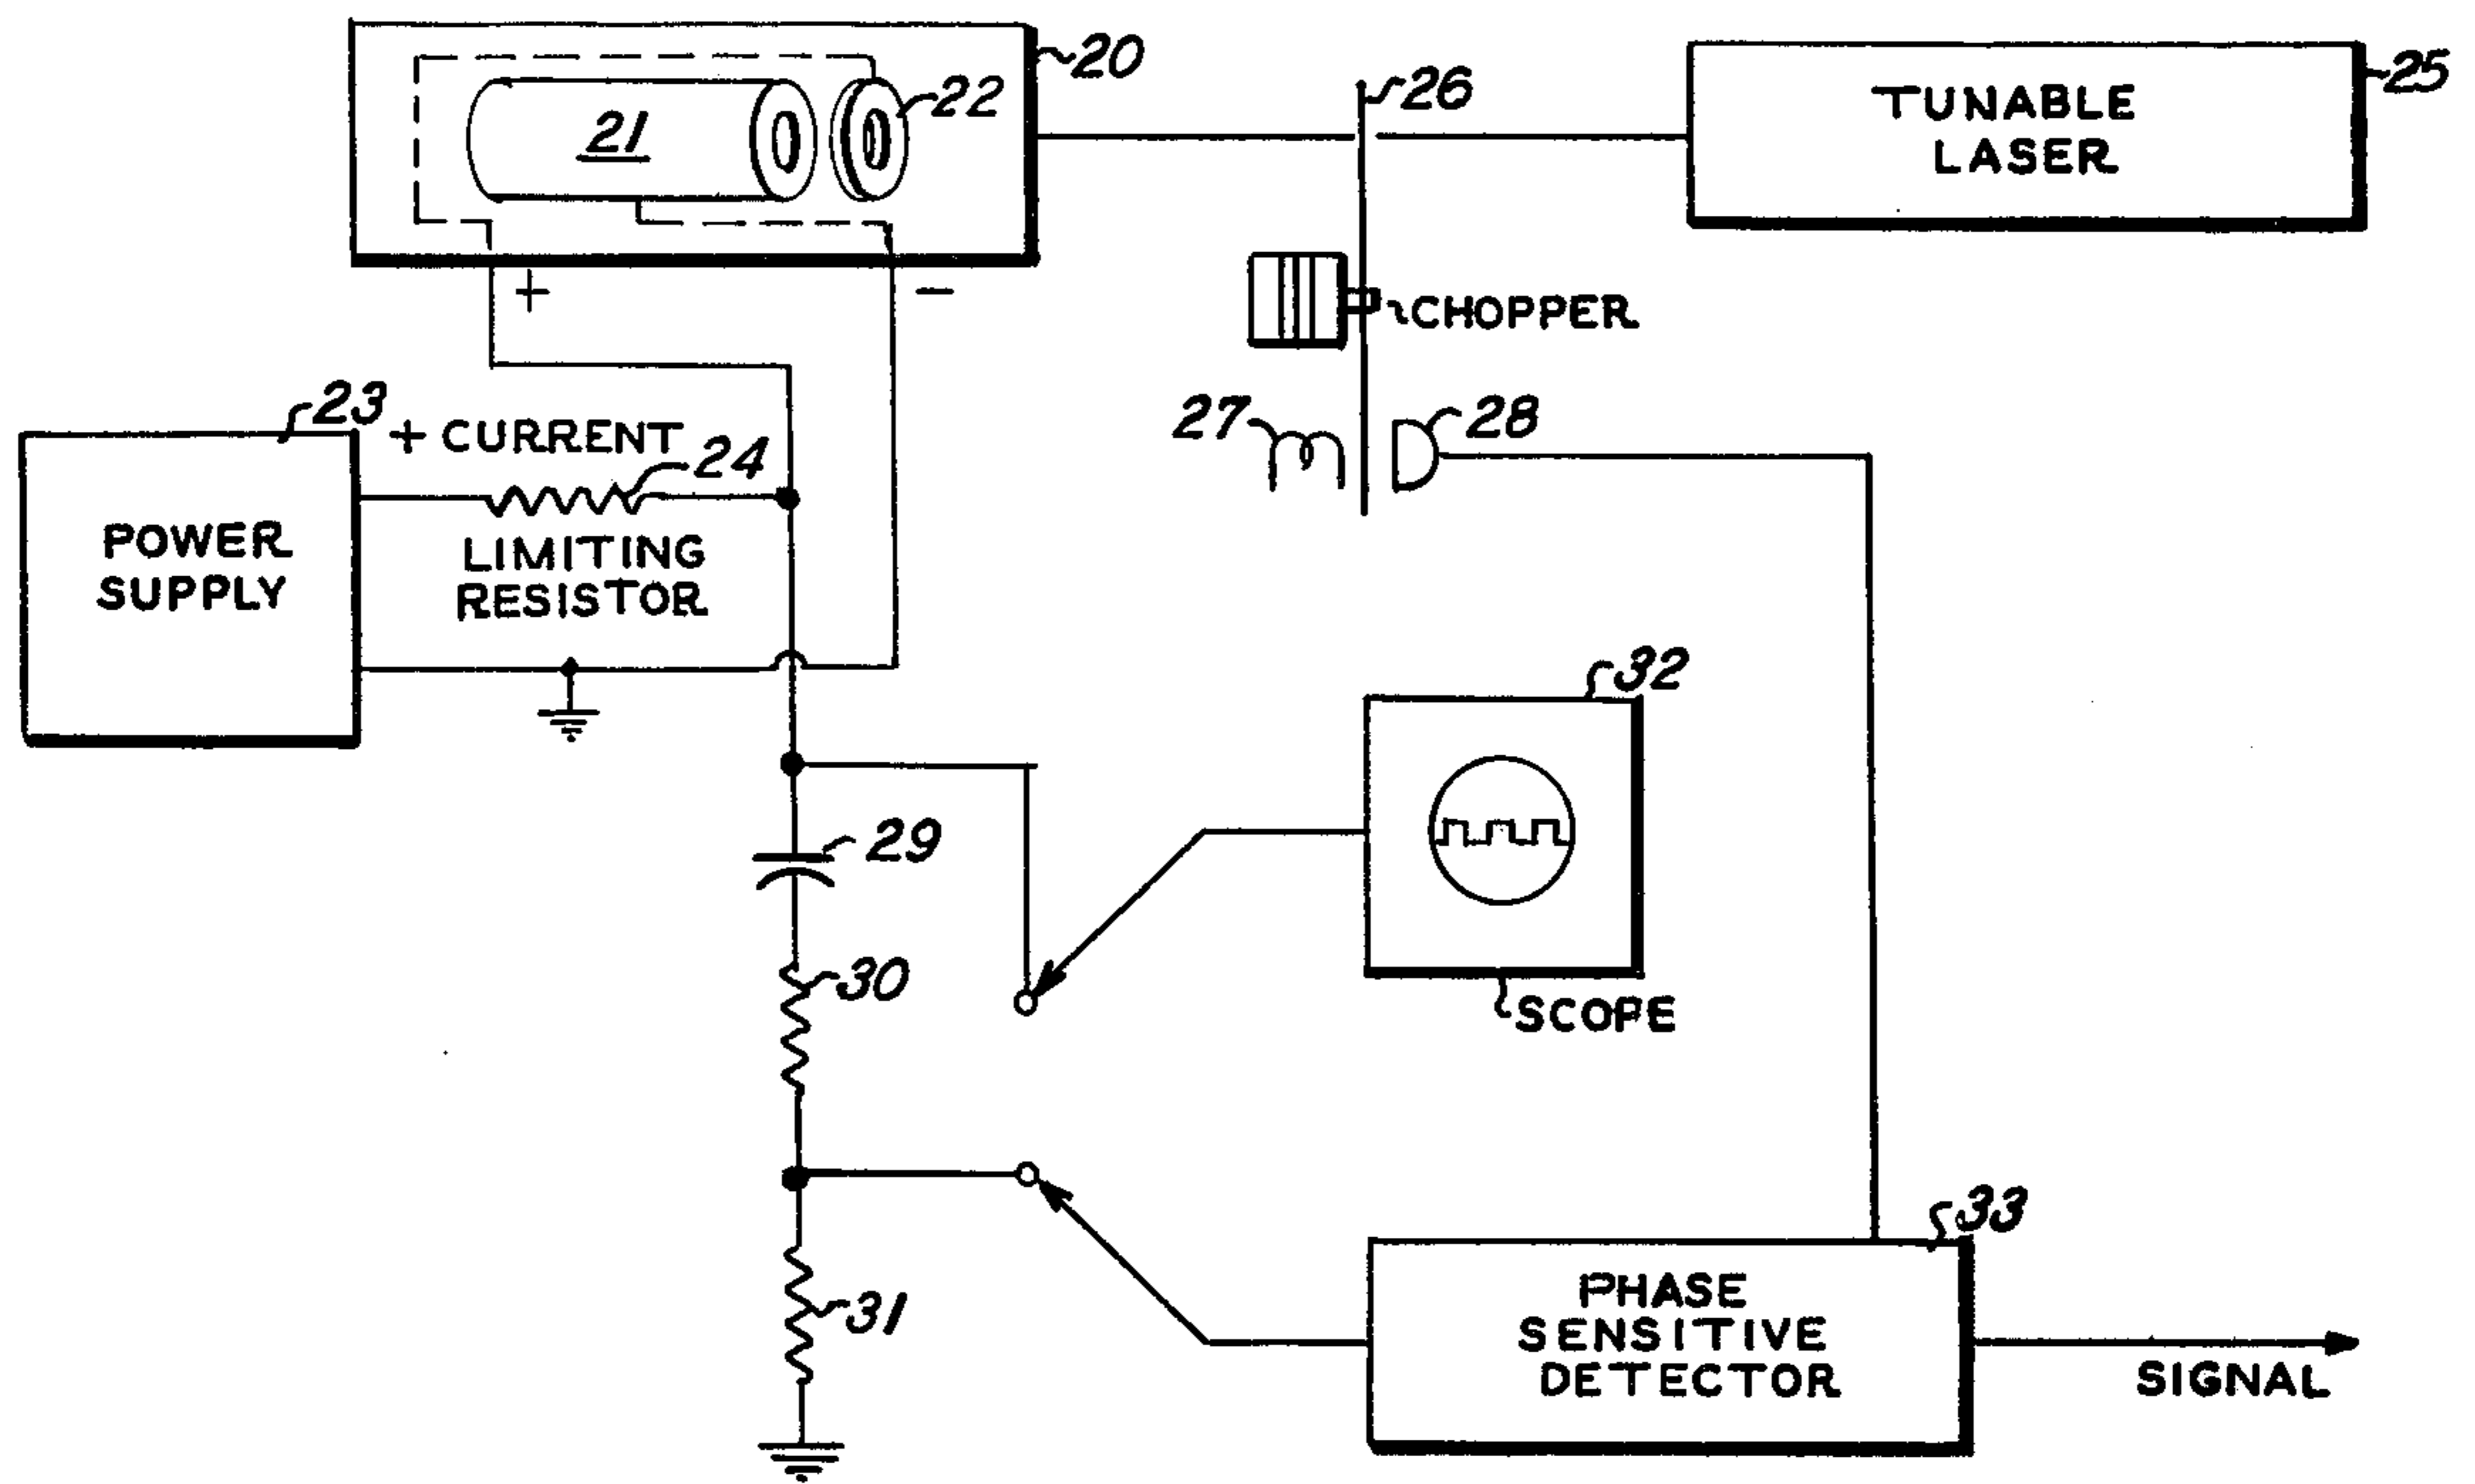 20
22
21
26
TUNABLE
LASER
25
+
−
CHOPPER
23
+ CURRENT
24
27
28
POWER
SUPPLY
LIMITING
RESISTOR
32
29
30
SCOPE
31
33
PHASE
SENSITIVE
DETECTOR
SIGNAL